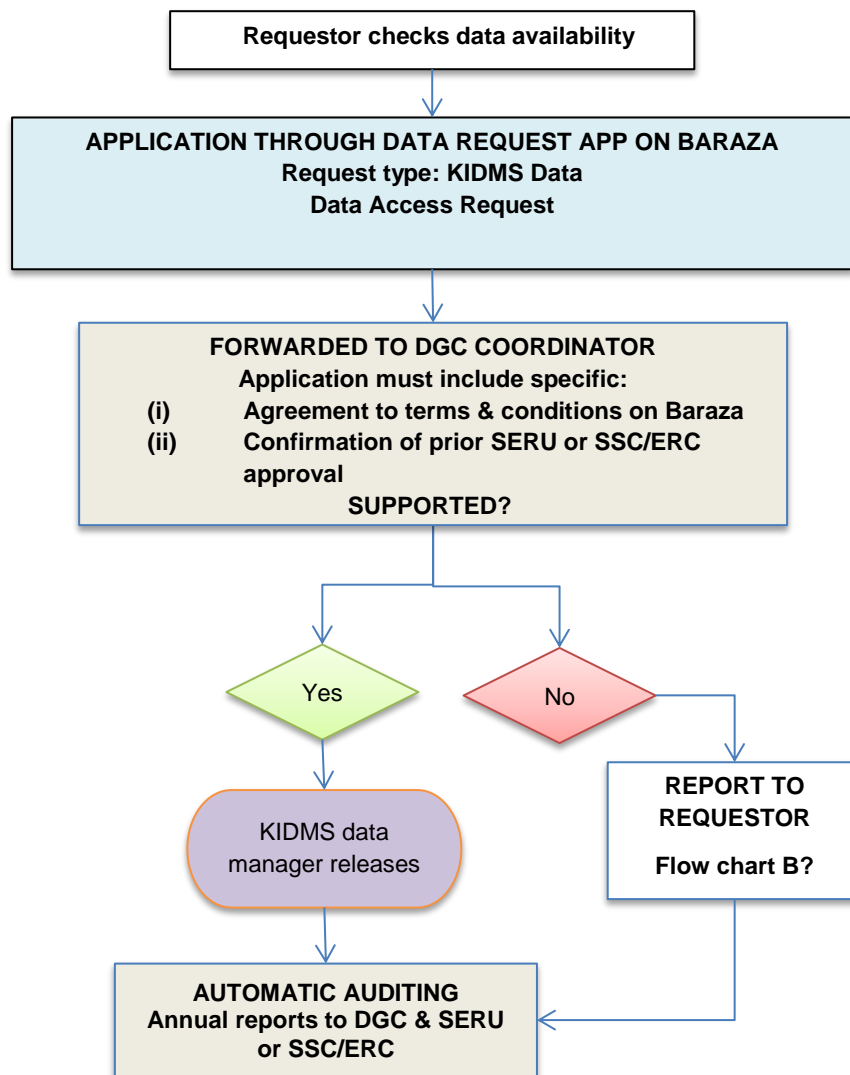 Requestor checks data availability
APPLICATION THROUGH DATA REQUEST APP ON BARAZA
Request type: KIDMS Data
Data Access Request
FORWARDED TO DGC COORDINATOR
Application must include specific:
(i) Agreement to terms & conditions on Baraza
(ii) Confirmation of prior SERU or SSC/ERC
approval
SUPPORTED?
Yes
No
KIDMS data
manager releases
REPORT TO
REQUESTOR
Flow chart B?
AUTOMATIC AUDITING
Annual reports to DGC & SERU
or SSC/ERC